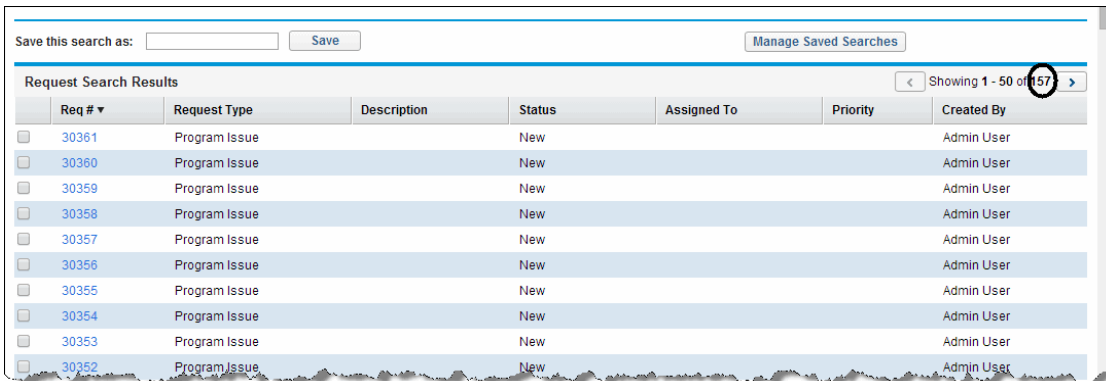 Save this search as: Save Manage Saved Searches
Request Search Results < Showing 1 - 50 of 157 >
Req # ▾ Request Type Description Status Assigned To Priority Created By
30361 Program Issue New Admin User
30360 Program Issue New Admin User
30359 Program Issue New Admin User
30358 Program Issue New Admin User
30357 Program Issue New Admin User
30356 Program Issue New Admin User
30355 Program Issue New Admin User
30354 Program Issue New Admin User
30353 Program Issue New Admin User
30352 Program Issue New Admin User